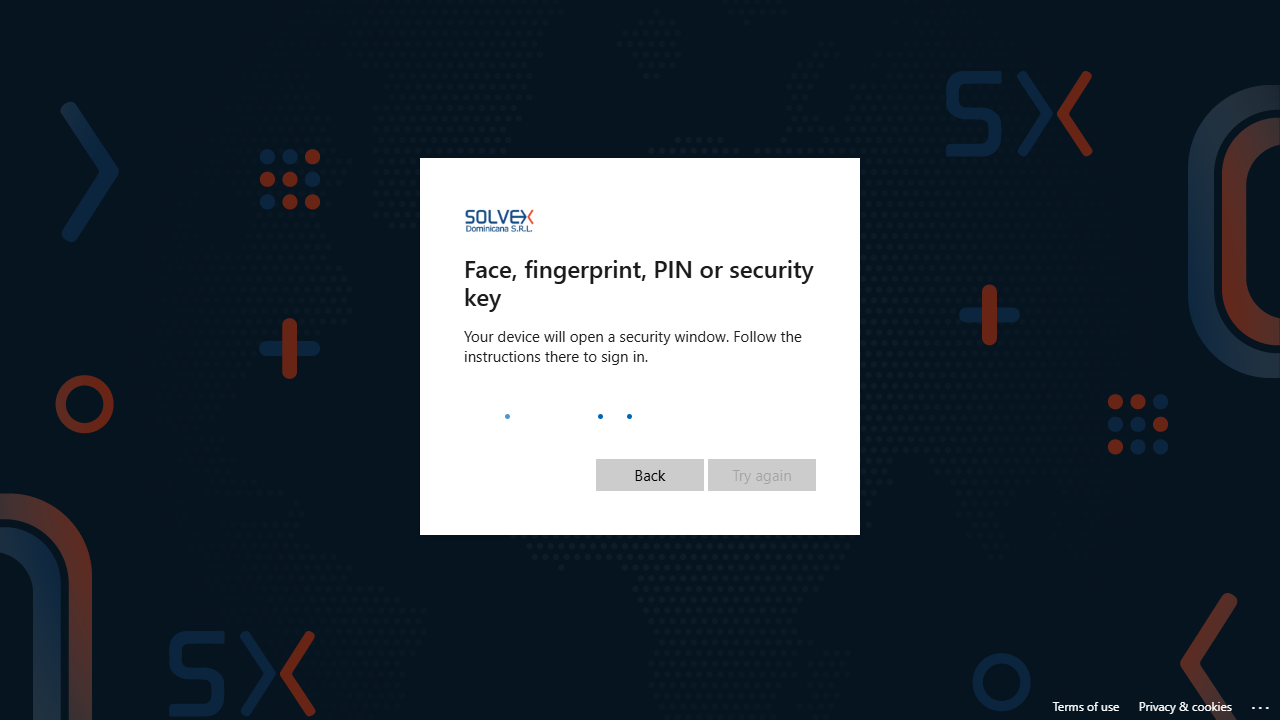 SX
SOLVEX
Dominicana S.R.L.
Face, fingerprint, PIN or security
key
Your device will open a security window. Follow the
instructions there to sign in.
Back
Try again
SX
Terms of use
Privacy & cookies
...